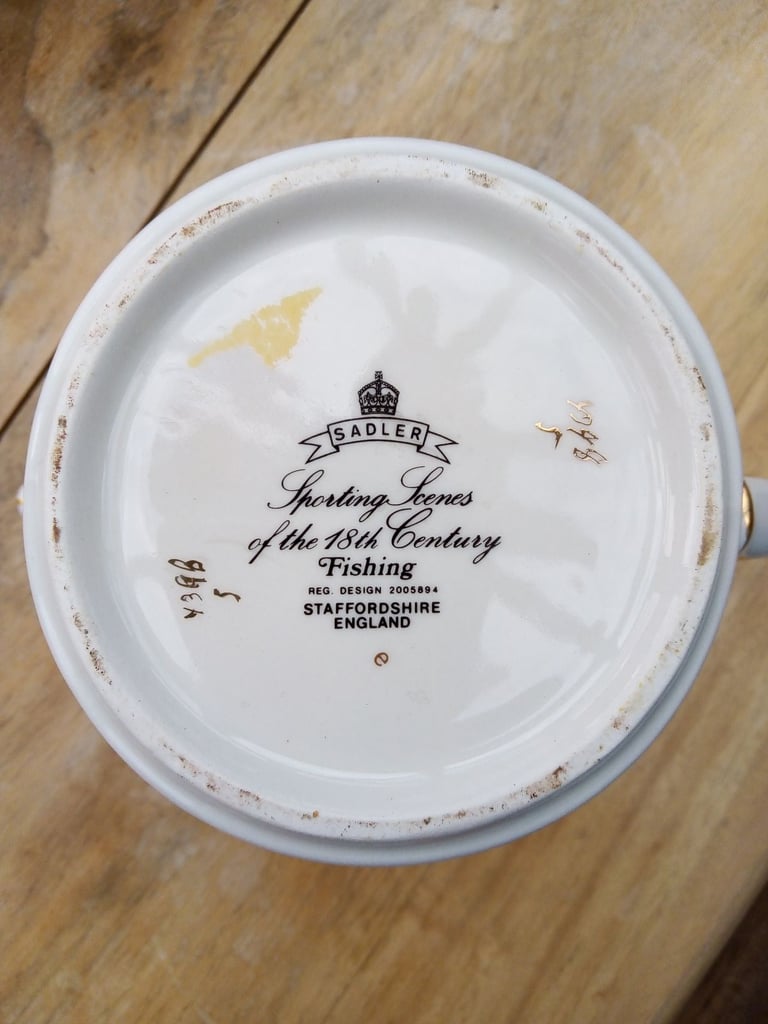 SADLER
Sporting Scenes
of the 18th Century
Fishing
REG. DESIGN 2005894
STAFFORDSHIRE
ENGLAND
e